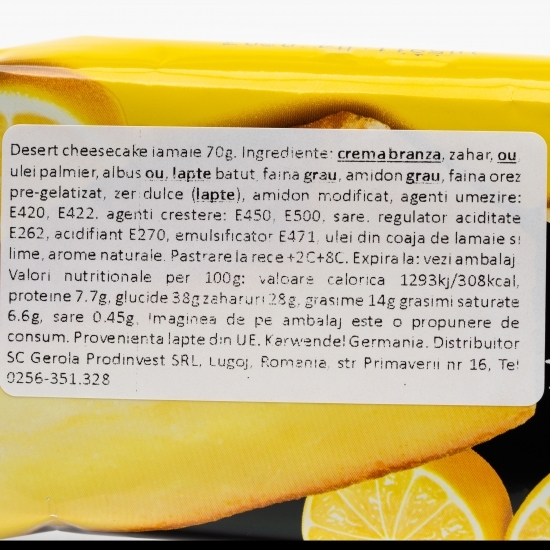 Desert cheesecake lamaie 70g. Ingrediente: crema branza, zahar, ou,
ulei palmier, albus ou, lapte batut, faina grau, amidon grau, faina orez
pre-gelatizat, zer dulce (lapte), amidon modificat, agenti umezire:
E420, E422, agenti crestere: E450, E500, sare, regulator aciditate
E262, acidifiant E270, emulsificator E471, ulei din coaja de lamaie si
lime, arome naturale. Pastrare la rece +2C+8C. Expira la: vezi ambalaj.
Valori nutritionale per 100g: valoare calorica 1293kj/308kcal,
proteine 7.7g, glucide 38g zaharuri 28g, grasime 14g grasimi saturate
6.6g, sare 0.45g. Imaginea de pe ambalaj este o propunere de
consum. Provenienta lapte din UE. Karwendel Germania. Distribuitor
SC Gerola Prodinvest SRL, Lugoj, Romania, str Primaverii nr 16, Tel
0256-351.328